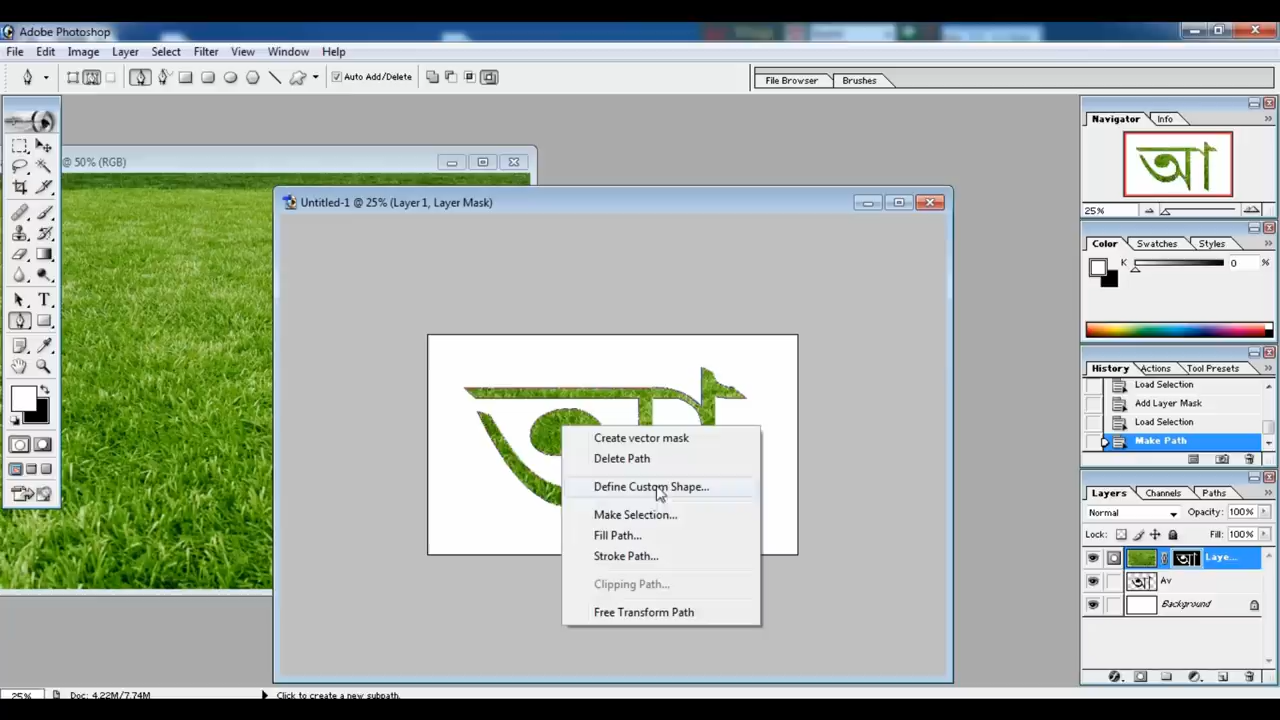 Adobe Photoshop
File Edit Image Layer Select Filter View Window Help
Auto Add/Delete
File Browser Brushes
@ 50% (RGB)
Untitled-1 @ 25% (Layer 1, Layer Mask)
Create vector mask
Delete Path
Define Custom Shape...
Make Selection...
Fill Path...
Stroke Path...
Clipping Path...
Free Transform Path
Navigator Info
আ
25%
Color Swatches Styles
K 0 %
History Actions Tool Presets
Load Selection
Add Layer Mask
Load Selection
Make Path
Layers Channels Paths
Normal Opacity: 100%
Lock: Fill: 100%
আ Laye...
আ Av
Background
25% Doc: 4.22M/7.74M Click to create a new subpath.